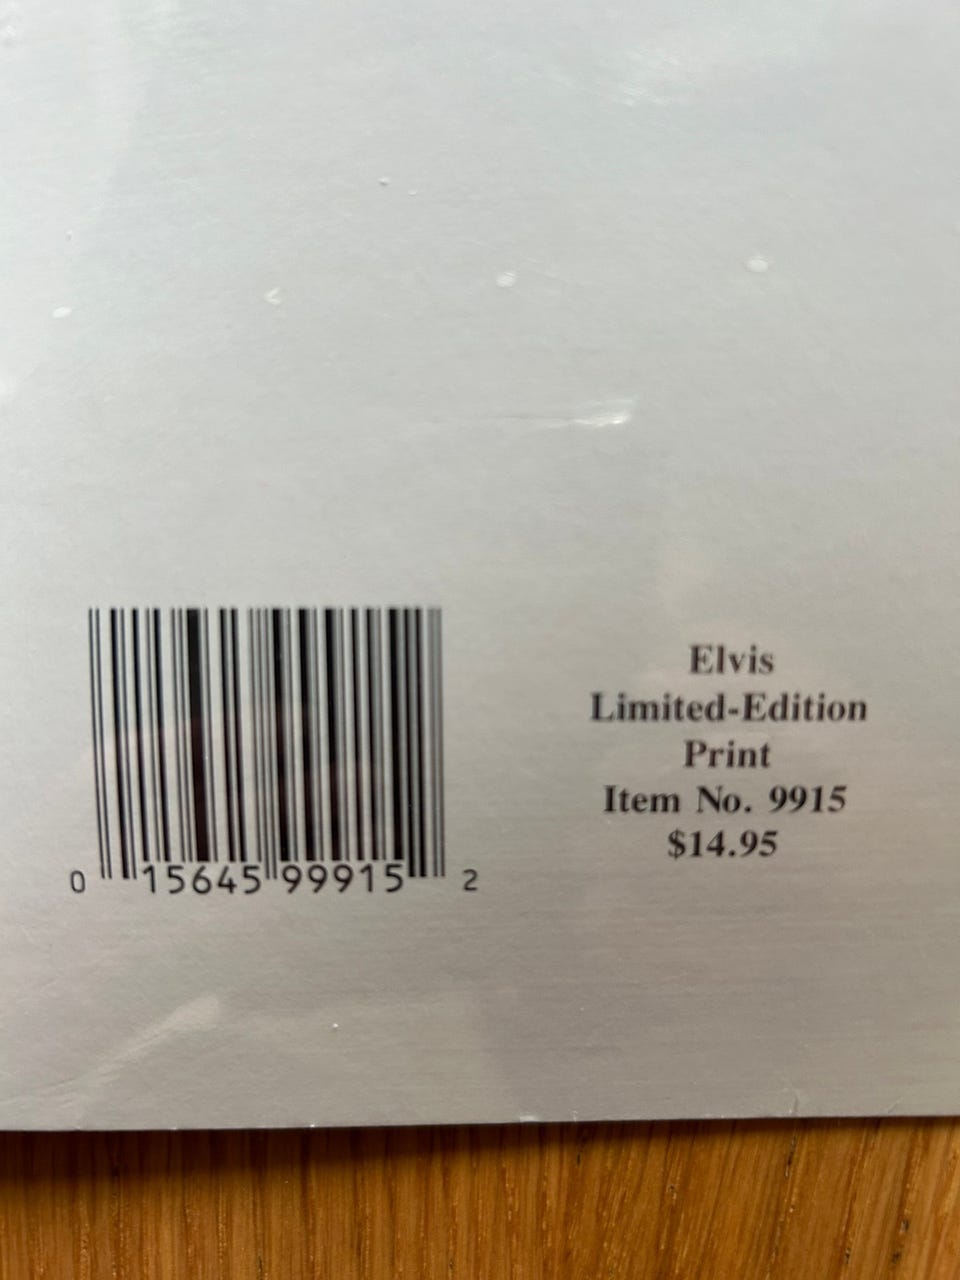 0 15645 99915 2
Elvis
Limited-Edition
Print
Item No. 9915
$14.95